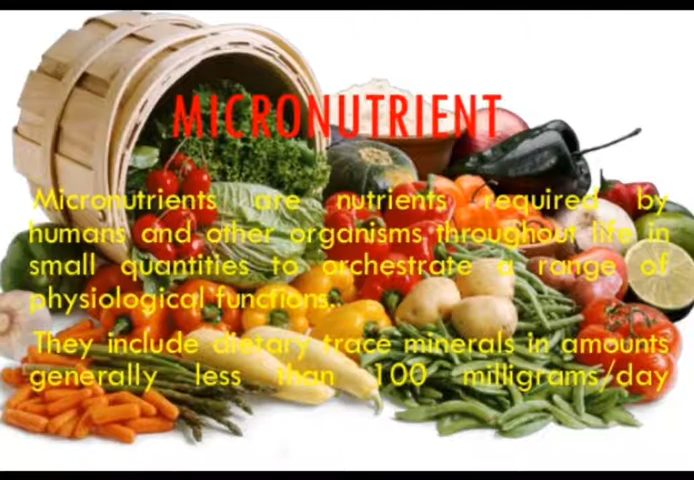 MICRONUTRIENT
Micronutrients are nutrients required by
humans and other organisms throughout life in
small quantities to orchestrate a range of
physiological functions..
They include dietary trace minerals in amounts
generally less than 100 milligrams/day